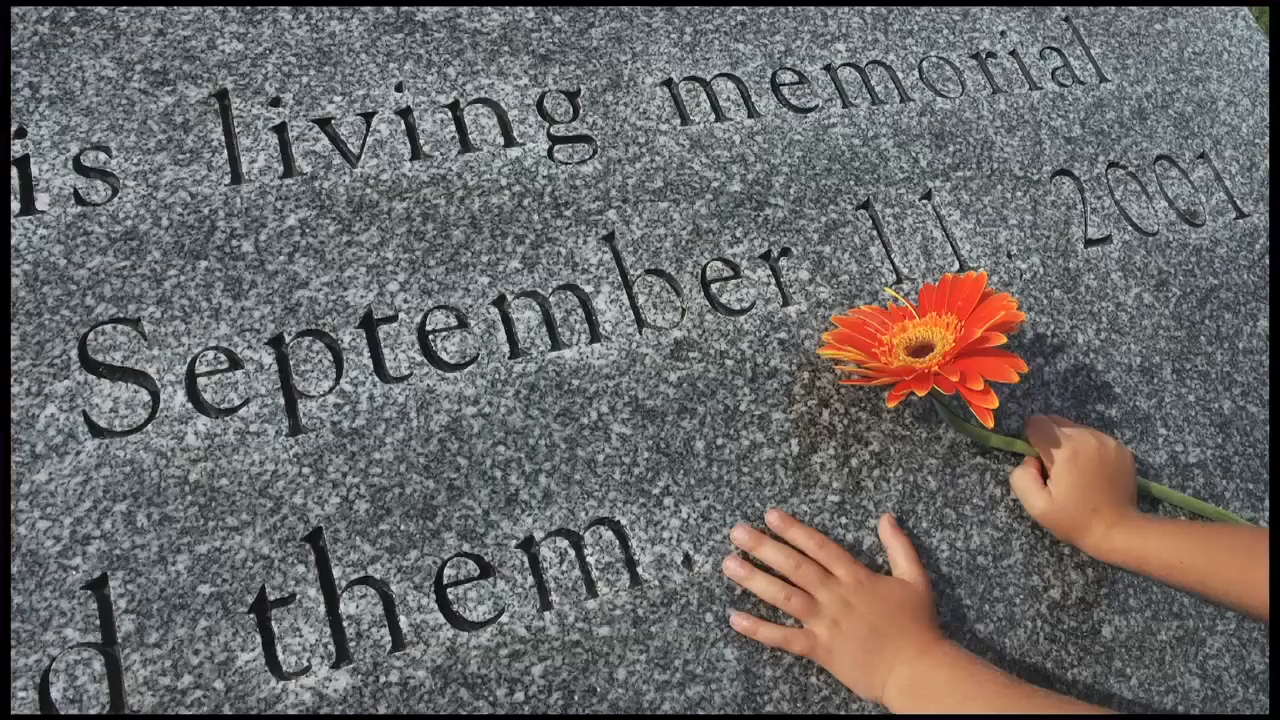 is living memorial
September 11, 2001
d them.